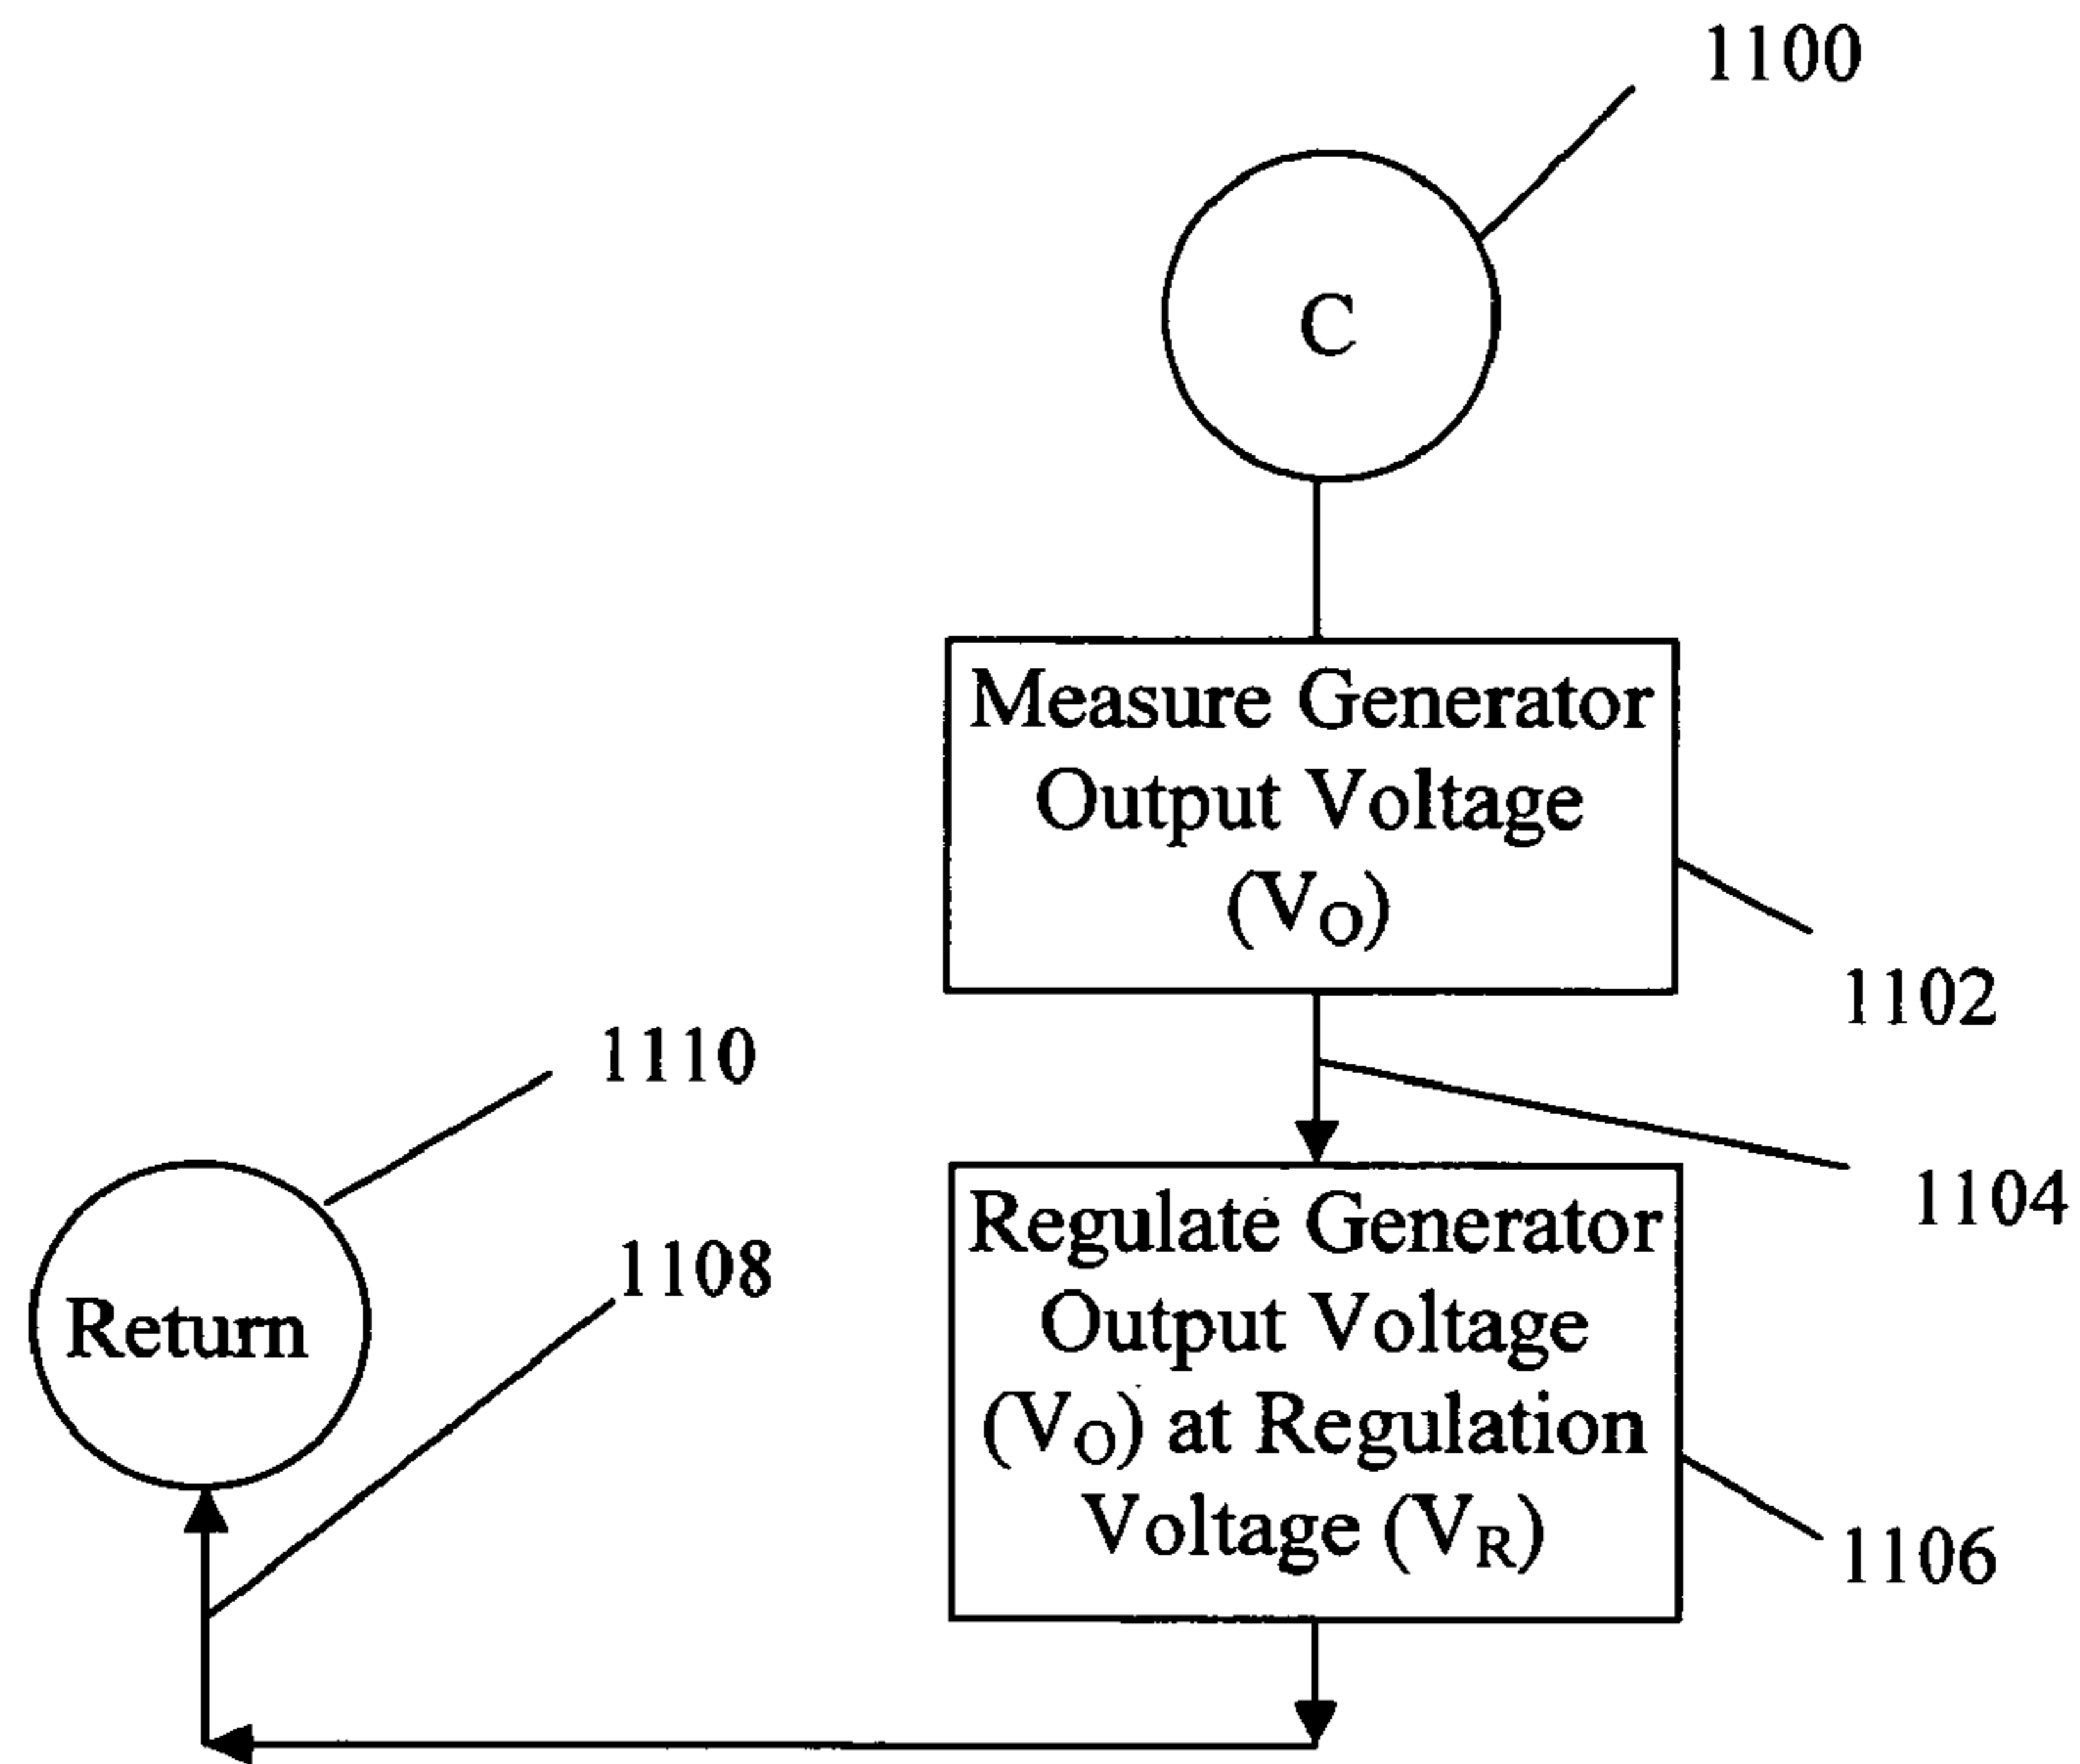 1100
C
Measure Generator
Output Voltage
(VO)
1102
1104
1110
Return
1108
Regulate Generator
Output Voltage
(VO) at Regulation
Voltage (VR)
1106